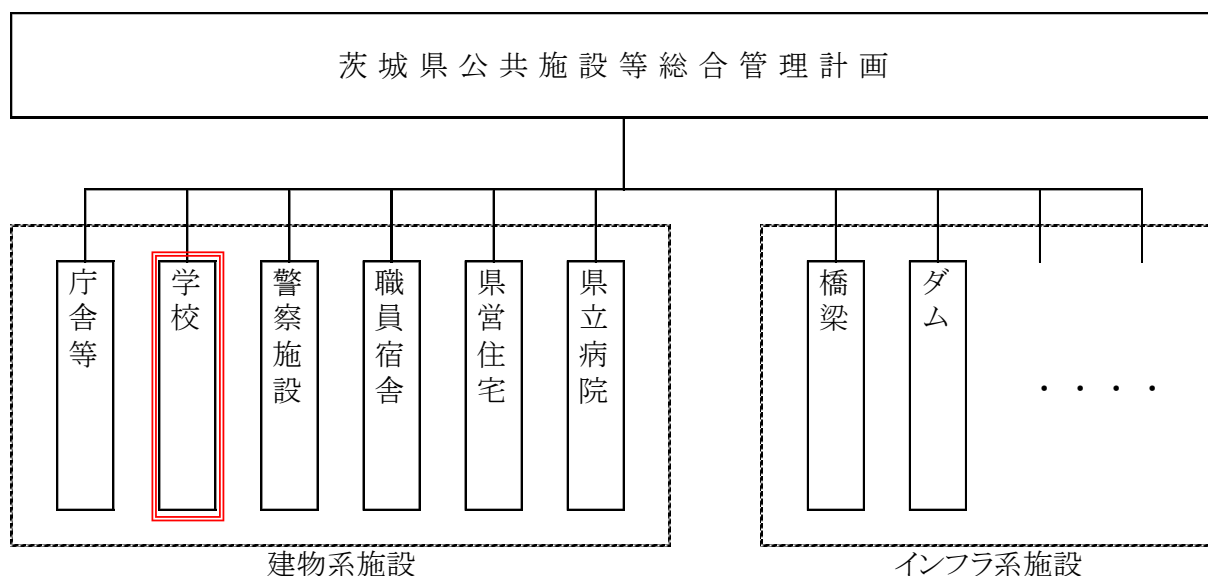 茨城県公共施設等総合管理計画
庁舎等
学校
警察施設
職員宿舎
県営住宅
県立病院
橋梁
ダム
・・・・
建物系施設
インフラ系施設